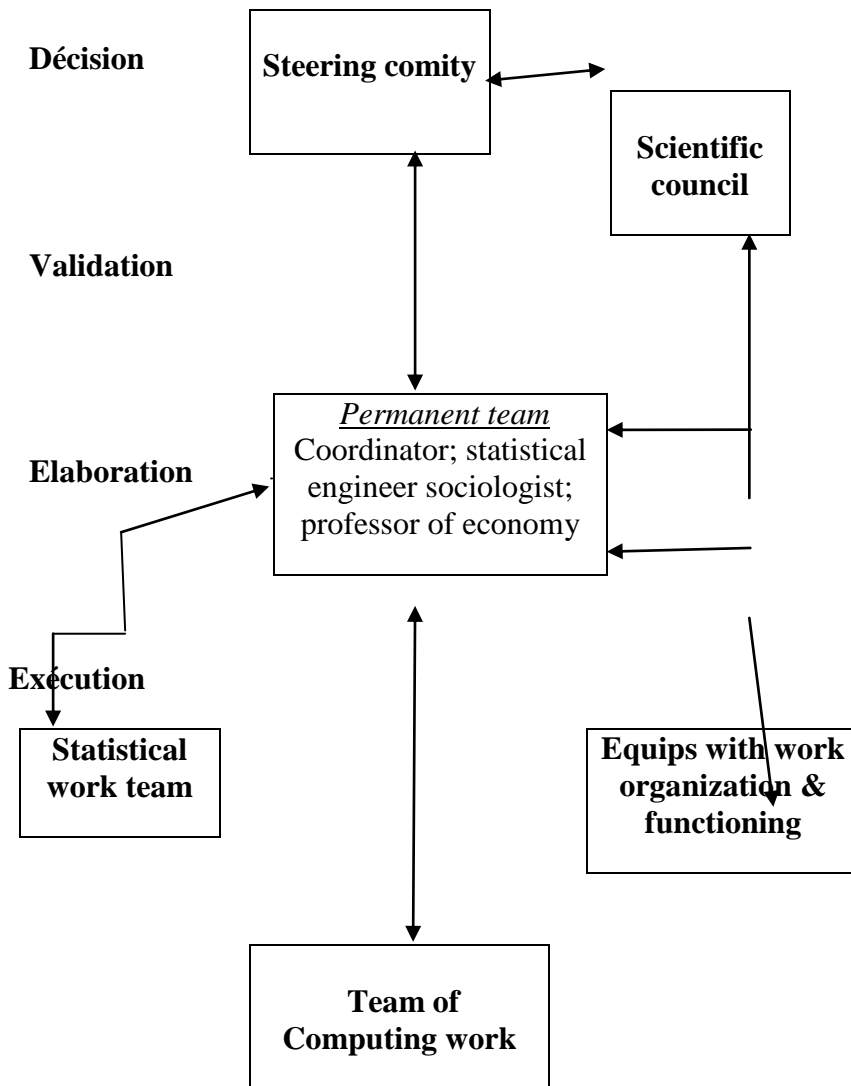 Décision
Steering comity
Scientific
council
Validation
Permanent team
Coordinator; statistical
engineer sociologist;
professor of economy
Elaboration
Exécution
Statistical
work team
Equips with work
organization &
functioning
Team of
Computing work